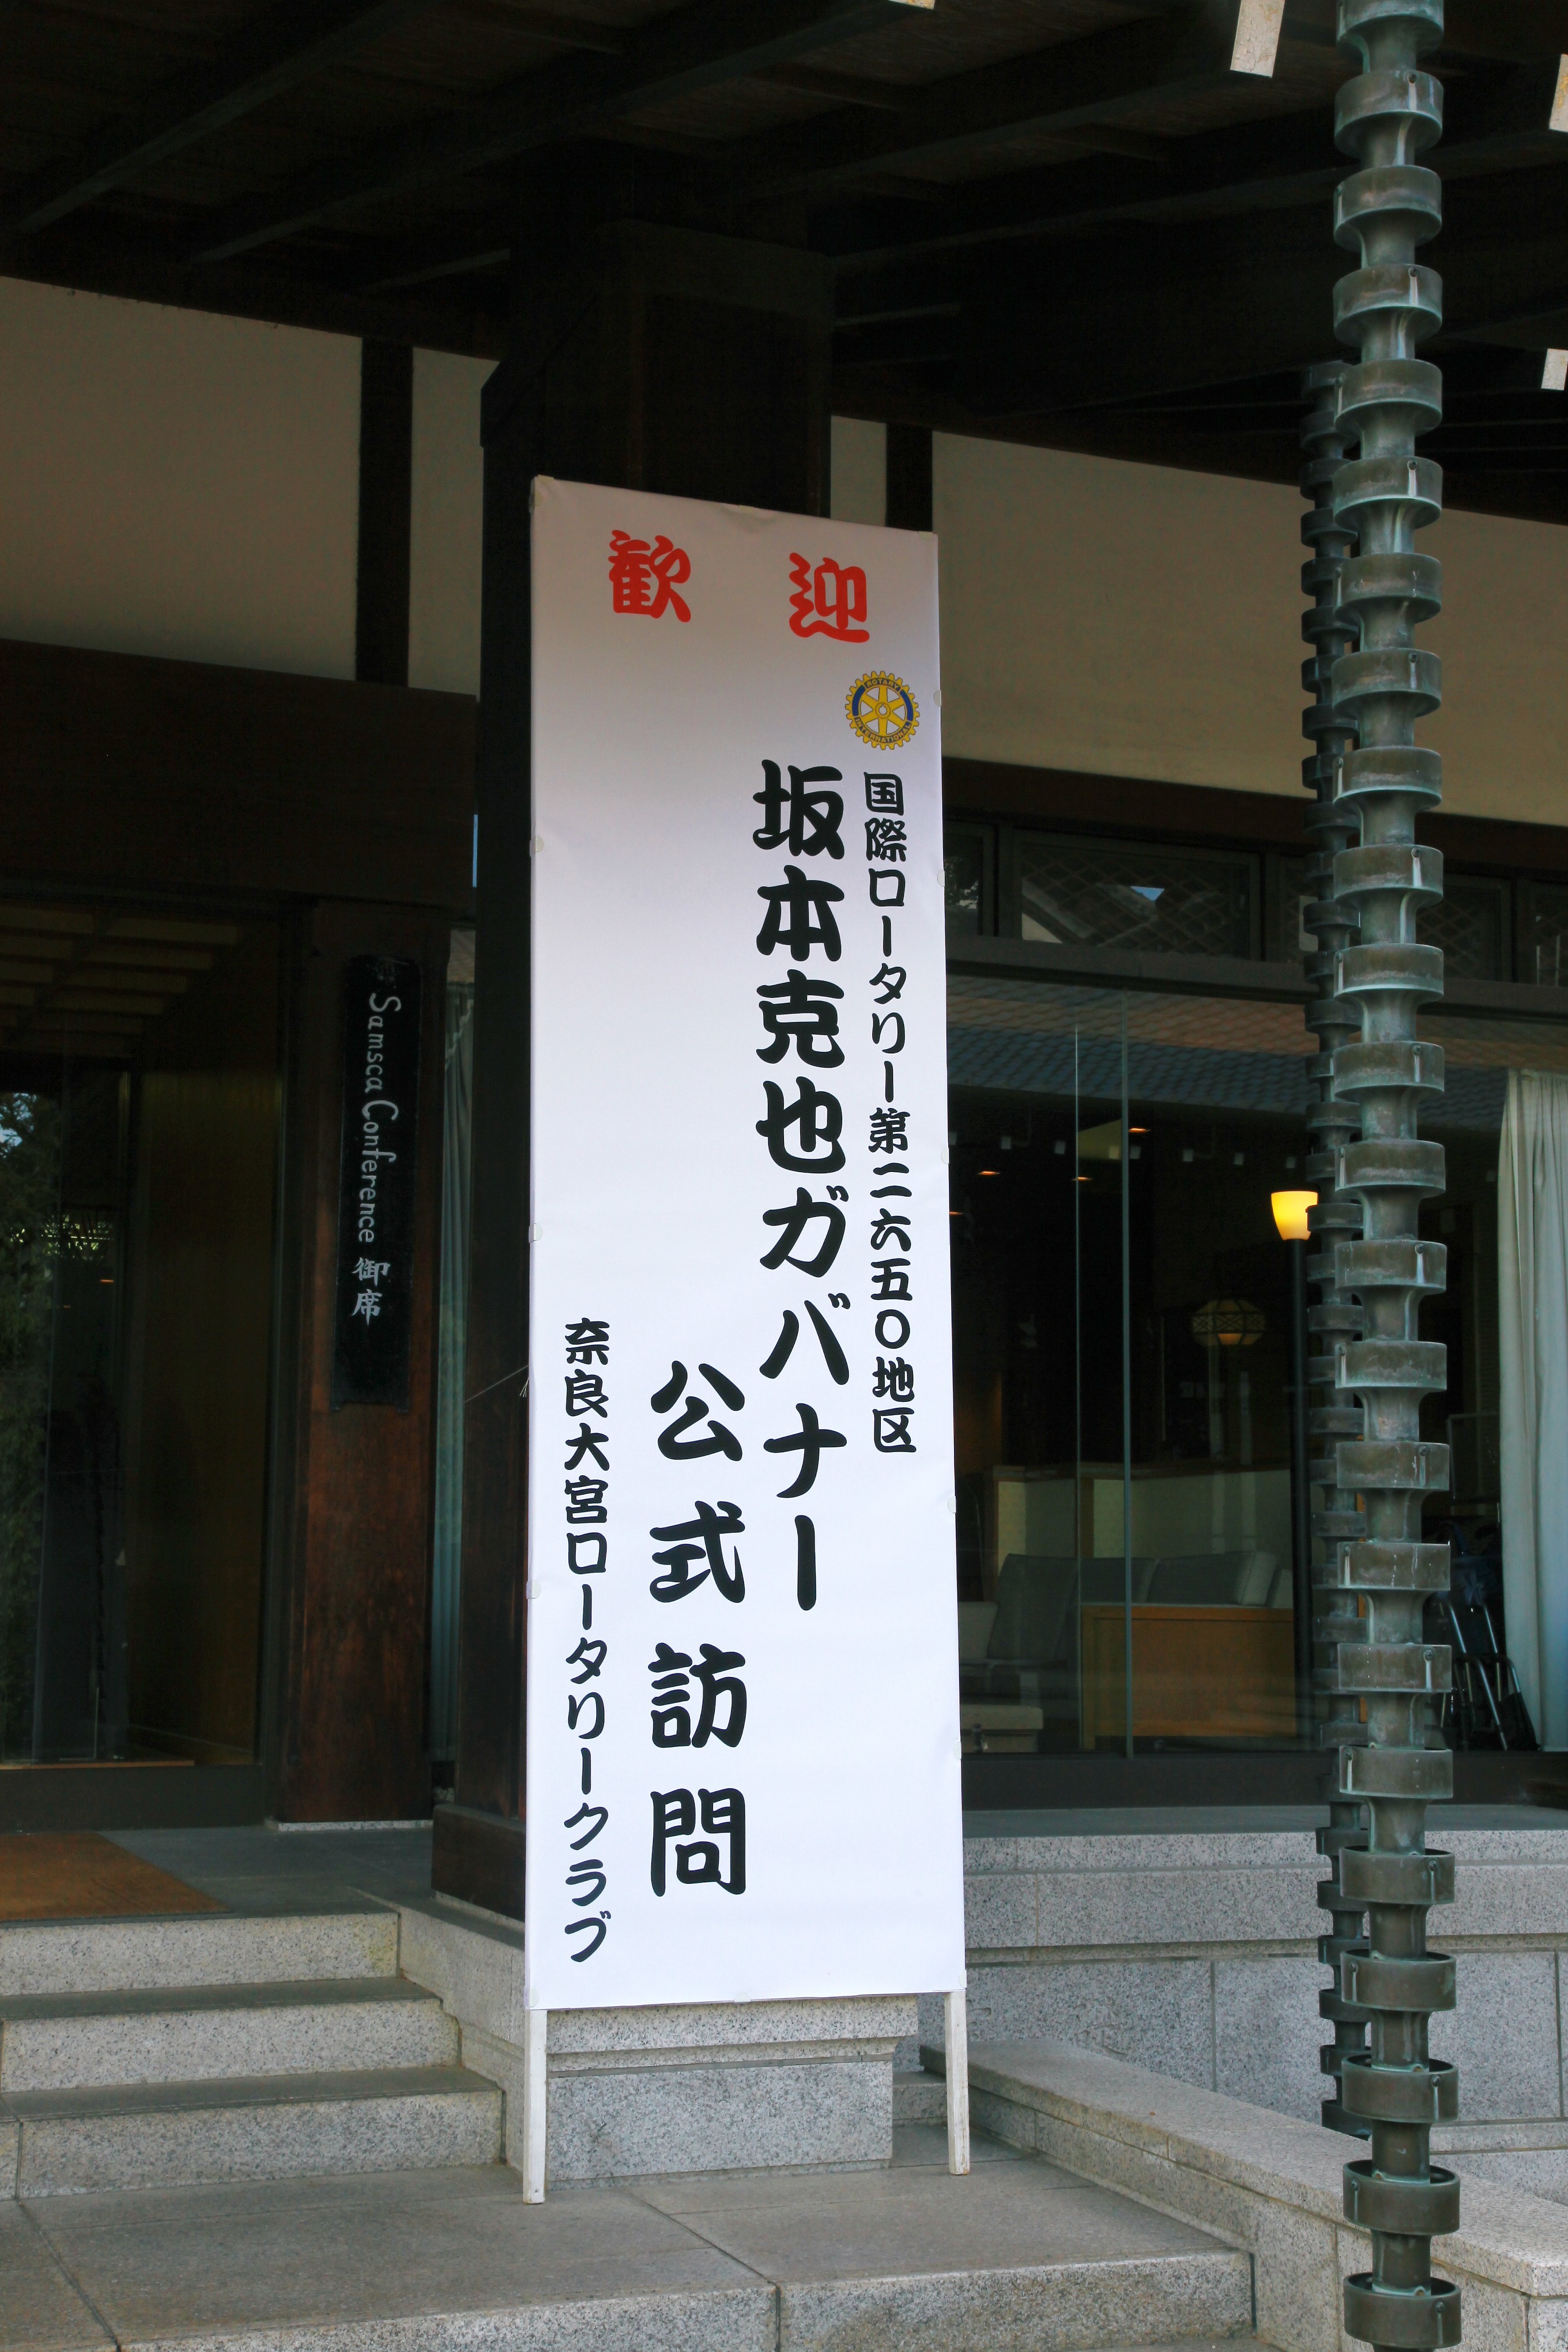 歓迎
ROTARY INTERNATIONAL
国際ロータリー第二六五〇地区
坂本克也ガバナー
公式訪問
奈良大宮ロータリークラブ
Samsca Conference 御席